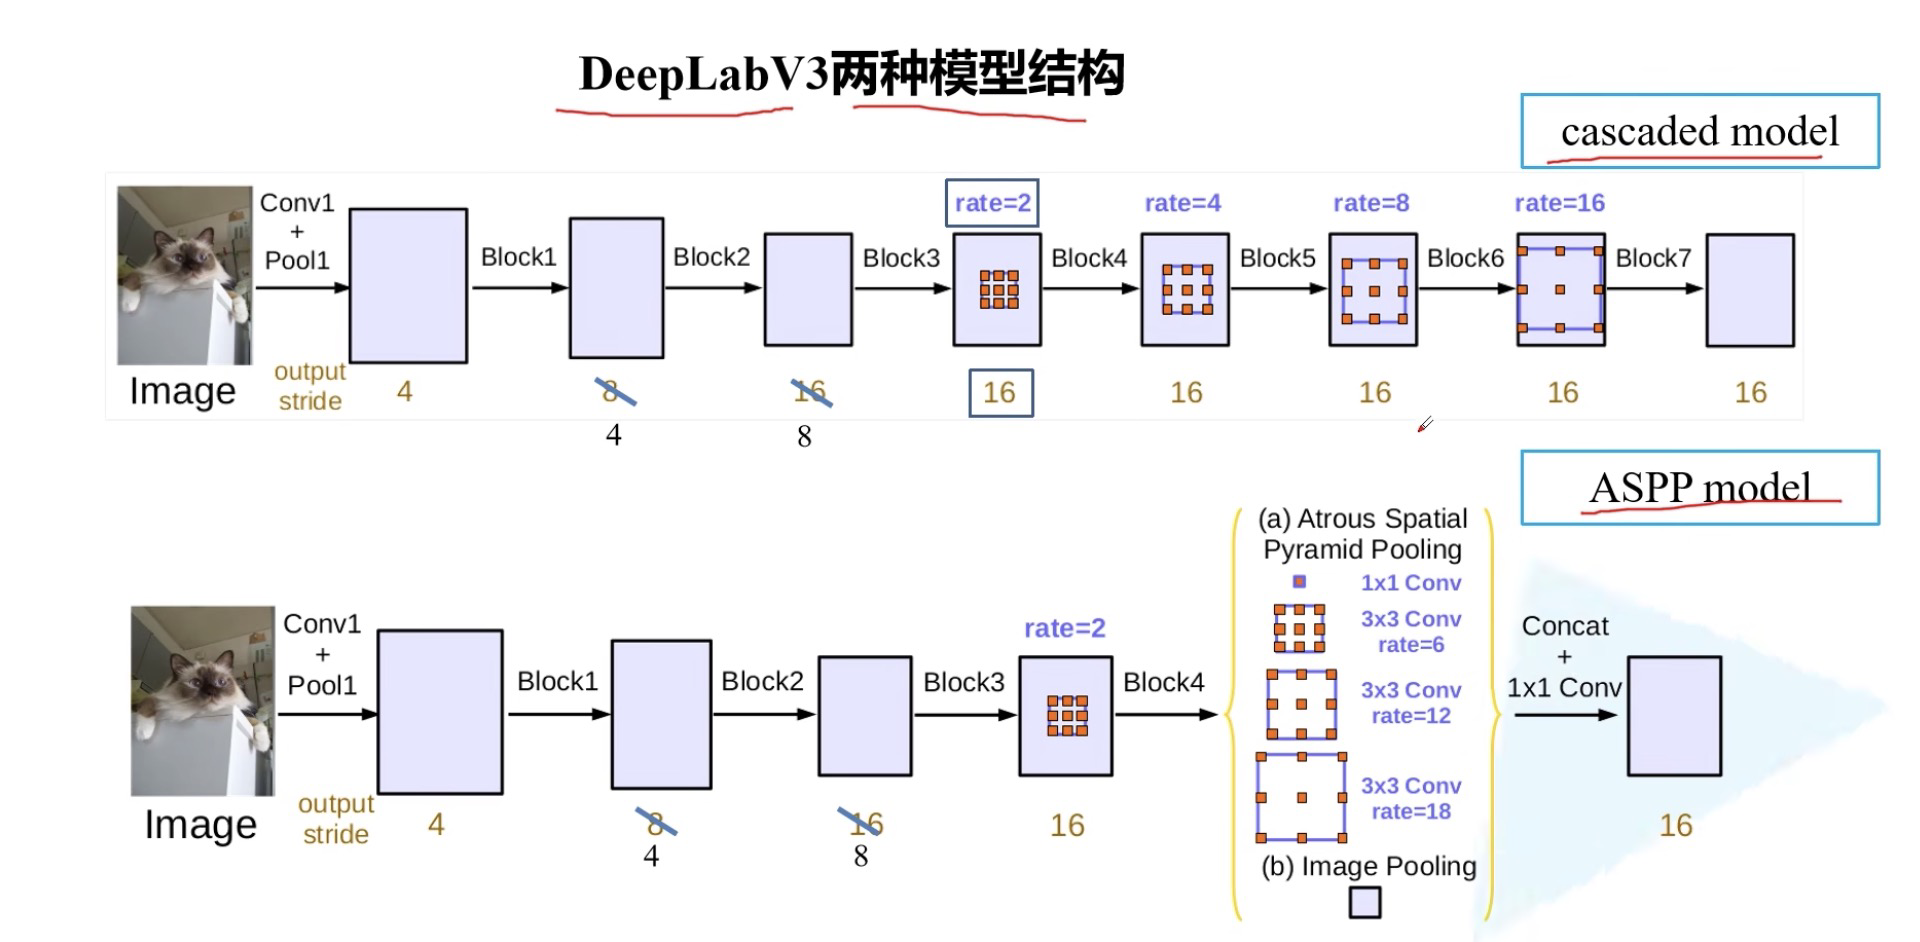 DeepLabV3两种模型结构
cascaded model
Conv1
+
Pool1
Block1
Block2
Block3
rate=2
Block4
rate=4
Block5
rate=8
Block6
rate=16
Block7
Image
output
stride
4
8
16
16
16
16
16
16
4
8
ASPP model
Conv1
+
Pool1
Block1
Block2
Block3
rate=2
Block4
(a) Atrous Spatial
Pyramid Pooling
1x1 Conv
3x3 Conv
rate=6
3x3 Conv
rate=12
3x3 Conv
rate=18
(b) Image Pooling
Concat
+
1x1 Conv
Image
output
stride
4
8
16
16
16
4
8